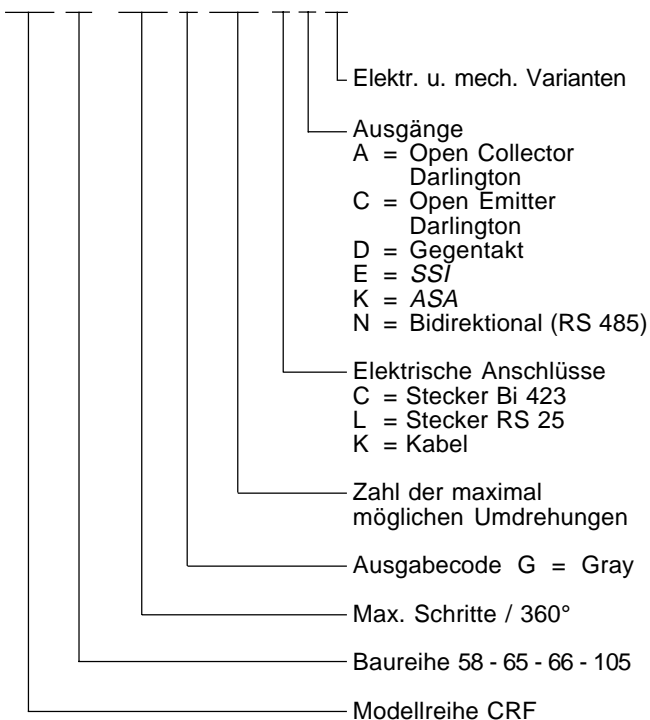 Elektr. u. mech. Varianten
Ausgänge
A = Open Collector
Darlington
C = Open Emitter
Darlington
D = Gegentakt
E = SSI
K = ASA
N = Bidirektional (RS 485)
Elektrische Anschlüsse
C = Stecker Bi 423
L = Stecker RS 25
K = Kabel
Zahl der maximal
möglichen Umdrehungen
Ausgabecode G = Gray
Max. Schritte / 360°
Baureihe 58 - 65 - 66 - 105
Modellreihe CRF